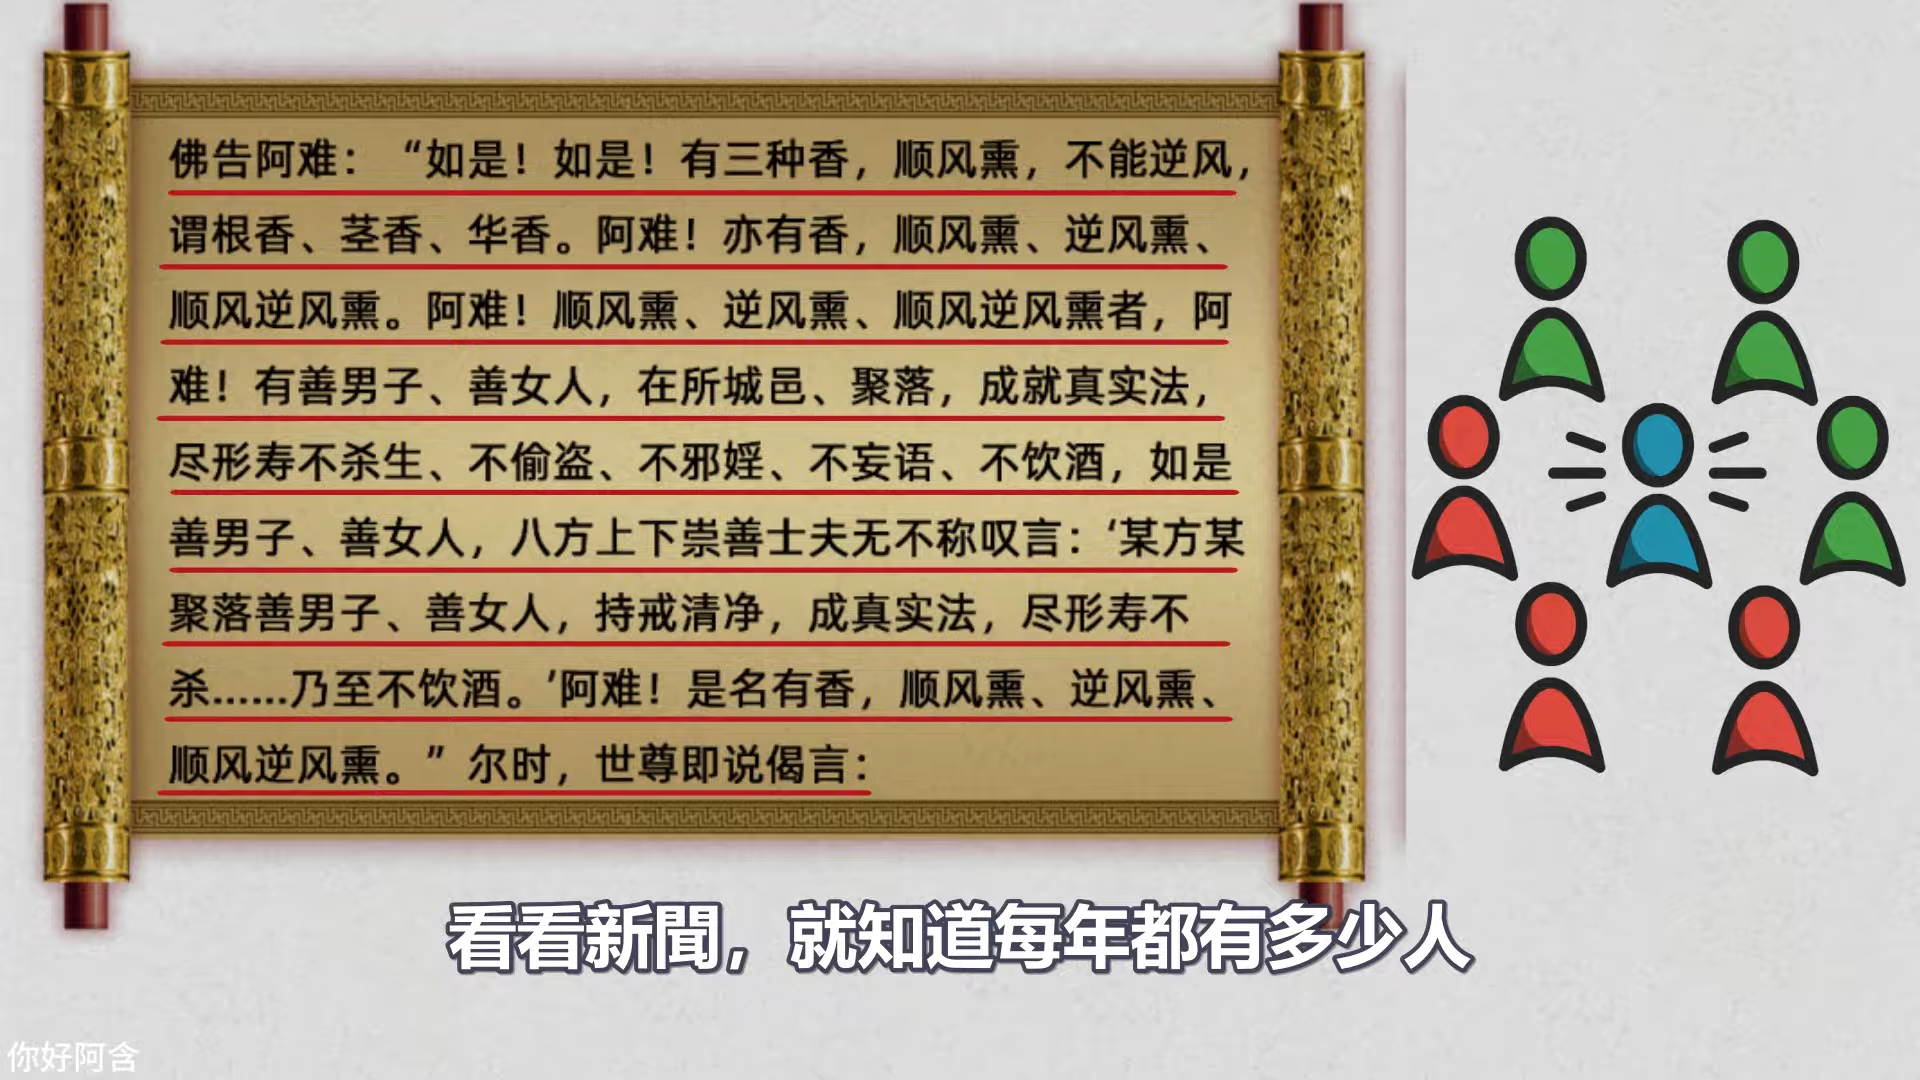 佛告阿难：“如是！如是！有三种香，顺风熏，不能逆风，
谓根香、茎香、华香。阿难！亦有香，顺风熏、逆风熏、
顺风逆风熏。阿难！顺风熏、逆风熏、顺风逆风熏者，阿
难！有善男子、善女人，在所城邑、聚落，成就真实法，
尽形寿不杀生、不偷盗、不邪婬、不妄语、不饮酒，如是
善男子、善女人，八方上下崇善士夫无不称叹言：‘某方某
聚落善男子、善女人，持戒清净，成真实法，尽形寿不
杀……乃至不饮酒。’阿难！是名有香，顺风熏、逆风熏、
顺风逆风熏。”尔时，世尊即说偈言：
看看新聞，就知道每年都有多少人
你好阿含